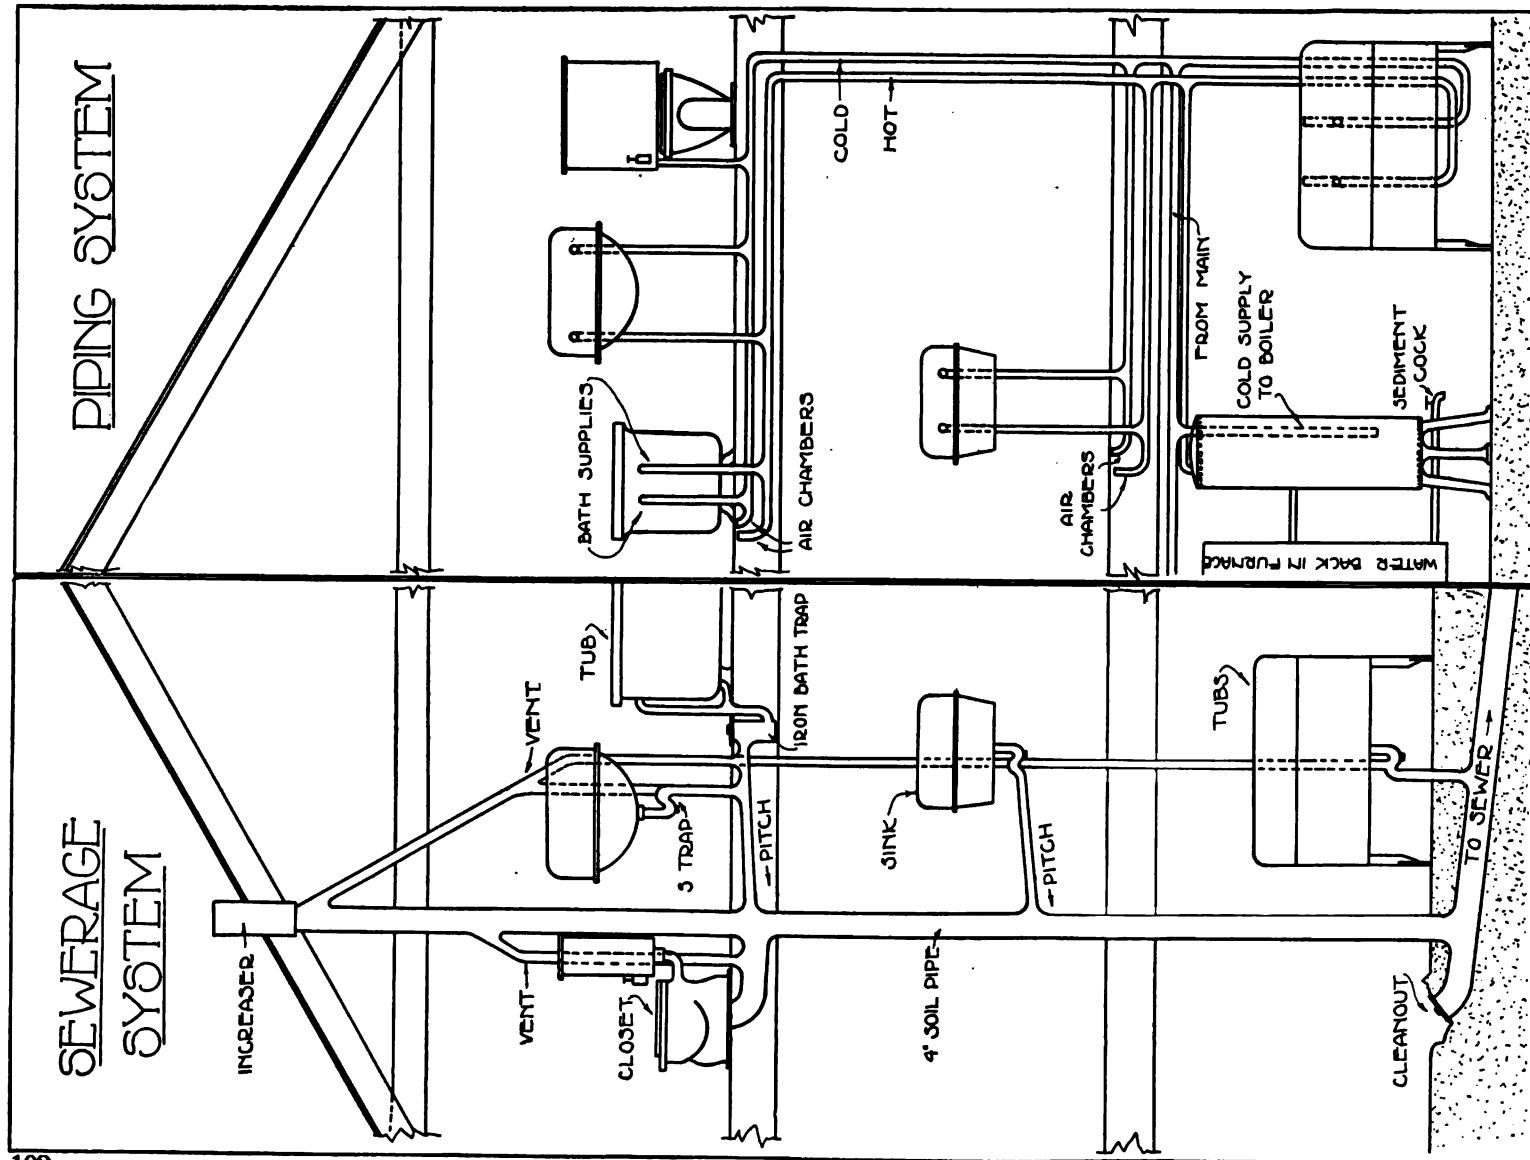 PIPING SYSTEM
COLD
HOT
BATH SUPPLIES
AIR CHAMBERS
AIR
CHAMBERS
FROM MAIN
COLD SUPPLY
TO BOILER
SEDIMENT
COCK
WATER BACK IN FURNACE
SEWERAGE
SYSTEM
INCREASER
VENT
VENT
TUB
IRON BATH TRAP
S TRAP
PITCH
CLOSET
SINK
PITCH
4" SOIL PIPE
TUBS
TO SEWER
CLEANOUT